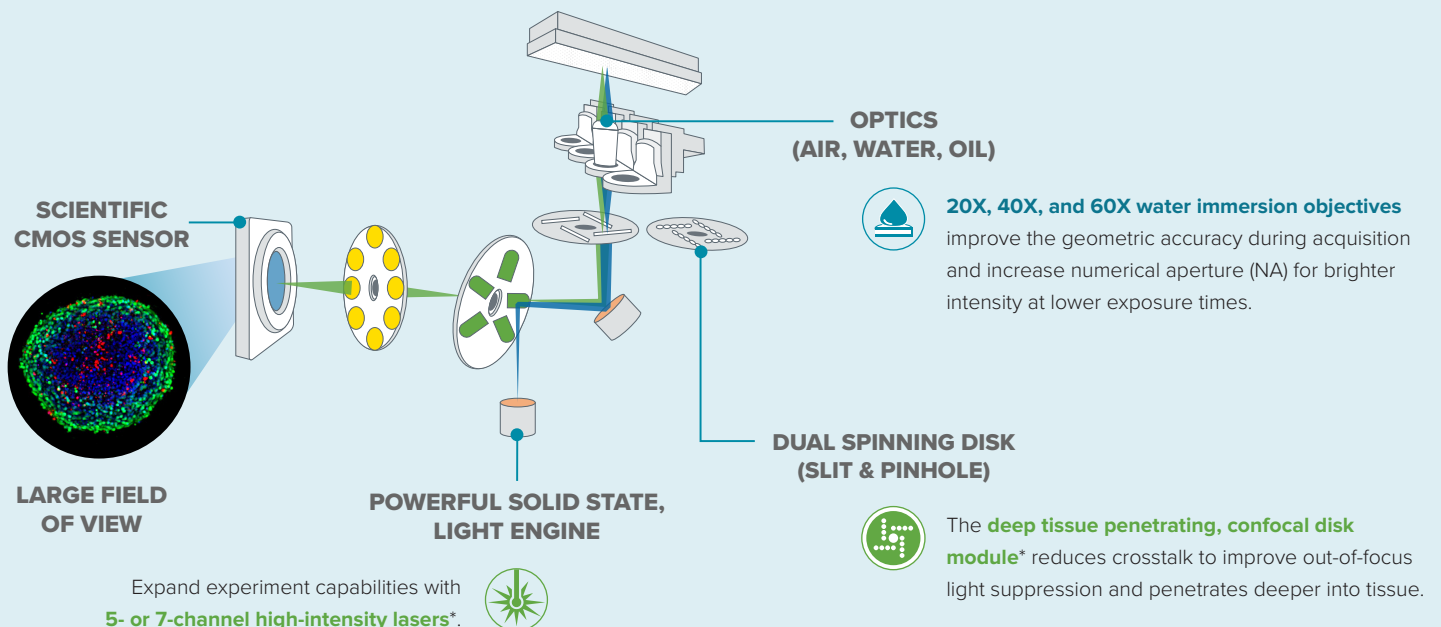 OPTICS
(AIR, WATER, OIL)
20X, 40X, and 60X water immersion objectives
improve the geometric accuracy during acquisition
and increase numerical aperture (NA) for brighter
intensity at lower exposure times.
SCIENTIFIC
CMOS SENSOR
LARGE FIELD
OF VIEW
POWERFUL SOLID STATE,
LIGHT ENGINE
Expand experiment capabilities with
5- or 7-channel high-intensity lasers*.
DUAL SPINNING DISK
(SLIT & PINHOLE)
The deep tissue penetrating, confocal disk
module* reduces crosstalk to improve out-of-focus
light suppression and penetrates deeper into tissue.